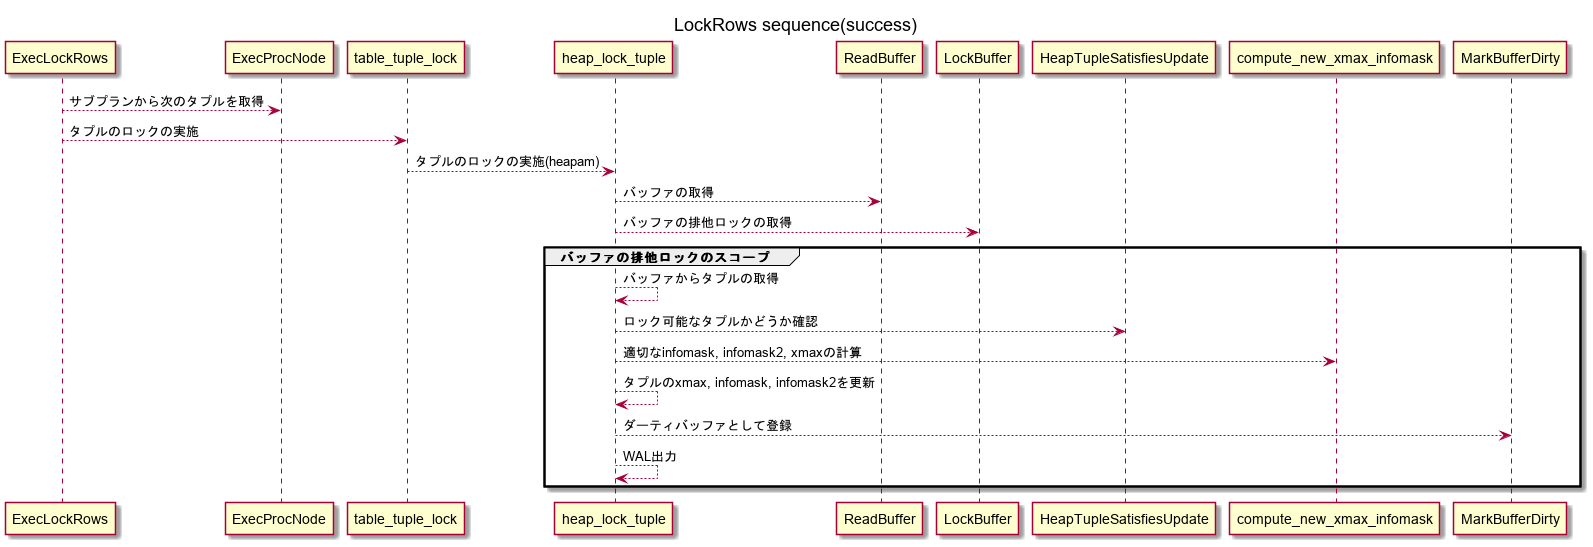 LockRows sequence(success)
ExecLockRows
ExecProcNode
table_tuple_lock
heap_lock_tuple
ReadBuffer
LockBuffer
HeapTupleSatisfiesUpdate
compute_new_xmax_infomask
MarkBufferDirty
サブプランから次のタプルを取得
タプルのロックの実施
タプルのロックの実施(heapam)
バッファの取得
バッファの排他ロックの取得
バッファの排他ロックのスコープ
バッファからタプルの取得
ロック可能なタプルかどうか確認
適切なinfomask, infomask2, xmaxの計算
タプルのxmax, infomask, infomask2を更新
ダーティバッファとして登録
WAL出力
ExecLockRows
ExecProcNode
table_tuple_lock
heap_lock_tuple
ReadBuffer
LockBuffer
HeapTupleSatisfiesUpdate
compute_new_xmax_infomask
MarkBufferDirty